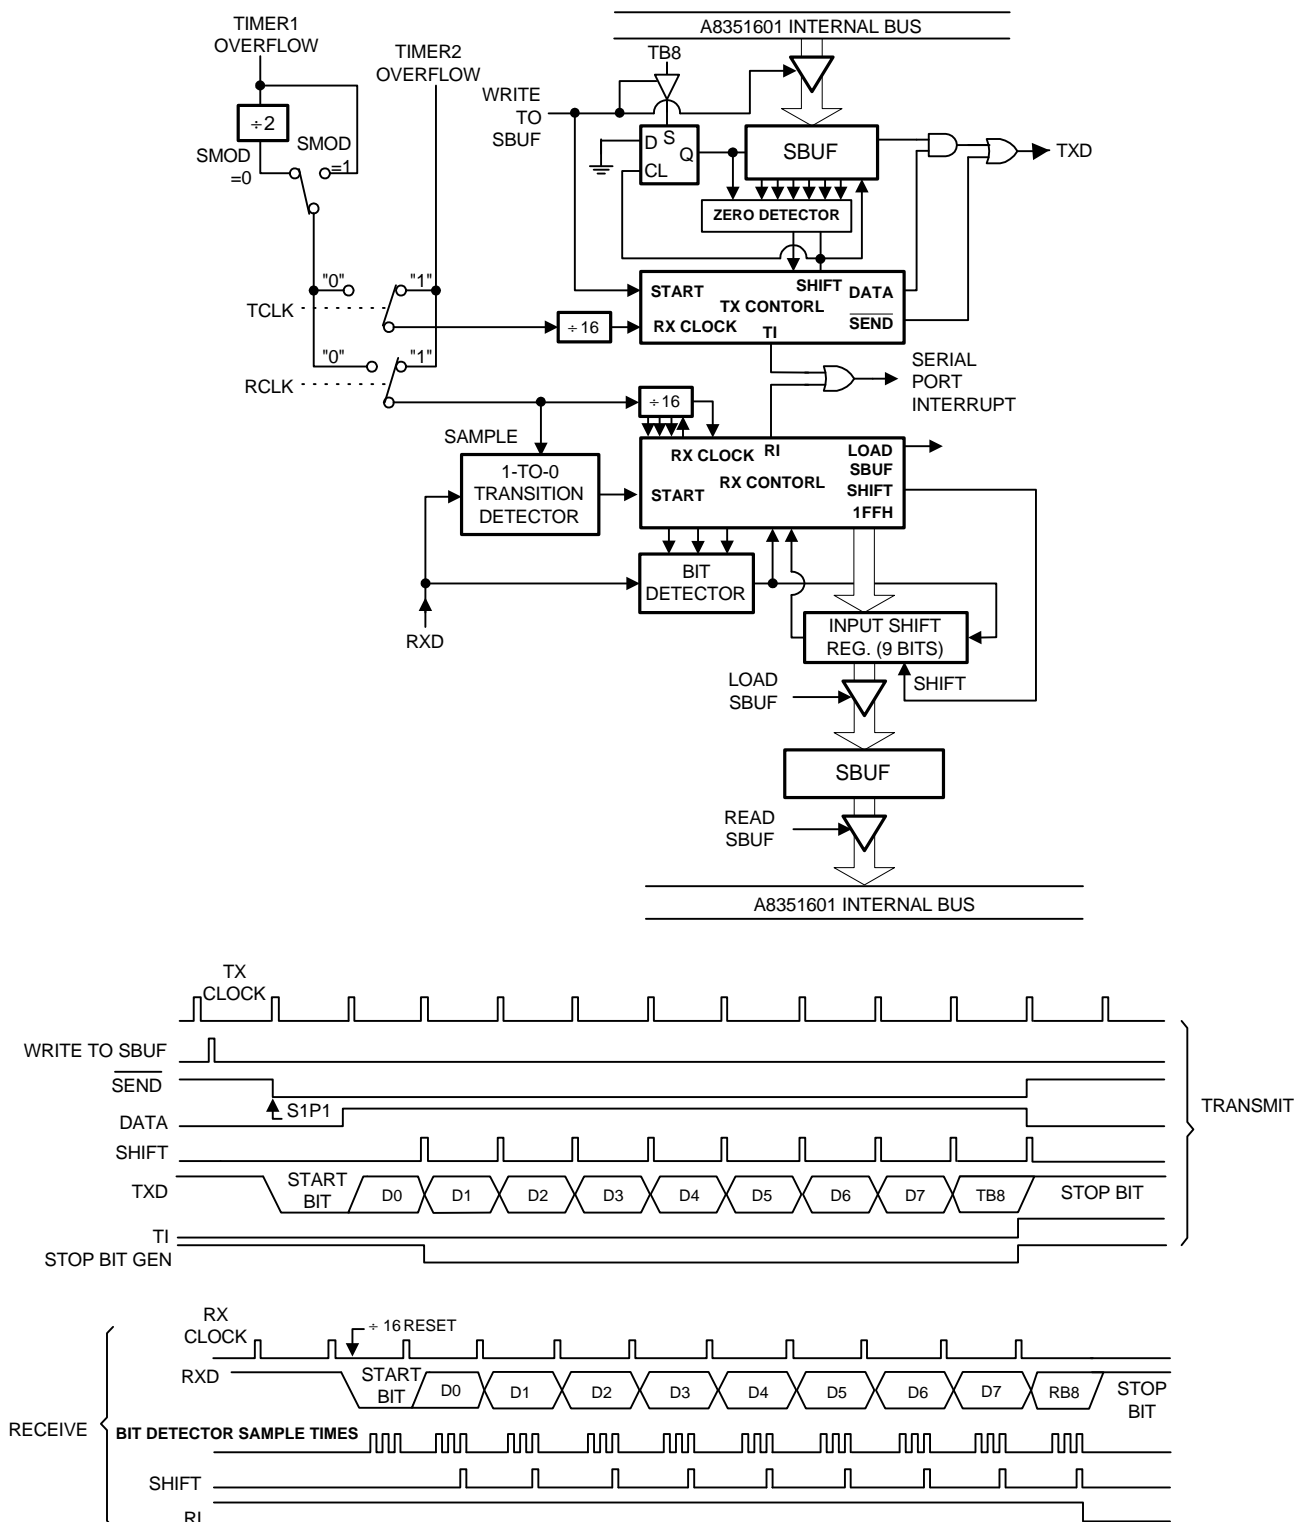 TIMER1
OVERFLOW
TIMER2
OVERFLOW
A8351601 INTERNAL BUS
TB8
WRITE
TO
SBUF
÷2
SMOD
=0
SMOD
=1
D
S
Q
CL
SBUF
TXD
ZERO DETECTOR
"0"
"1"
TCLK
START
SHIFT
DATA
TX CONTORL
RX CLOCK
TI
SEND
÷16
"0"
"1"
RCLK
SERIAL
PORT
INTERRUPT
÷16
SAMPLE
1-TO-0
TRANSITION
DETECTOR
RX CLOCK
RI
LOAD
SBUF
START
RX CONTORL
SHIFT
1FFH
BIT
DETECTOR
RXD
INPUT SHIFT
REG. (9 BITS)
LOAD
SBUF
SHIFT
SBUF
READ
SBUF
A8351601 INTERNAL BUS
TX
CLOCK
WRITE TO SBUF
SEND
S1P1
DATA
SHIFT
TXD
START
BIT
D0
D1
D2
D3
D4
D5
D6
D7
TB8
STOP BIT
TI
STOP BIT GEN
TRANSMIT
RX
CLOCK
÷ 16 RESET
RXD
START
BIT
D0
D1
D2
D3
D4
D5
D6
D7
RB8
STOP
BIT
RECEIVE
BIT DETECTOR SAMPLE TIMES
SHIFT
RI